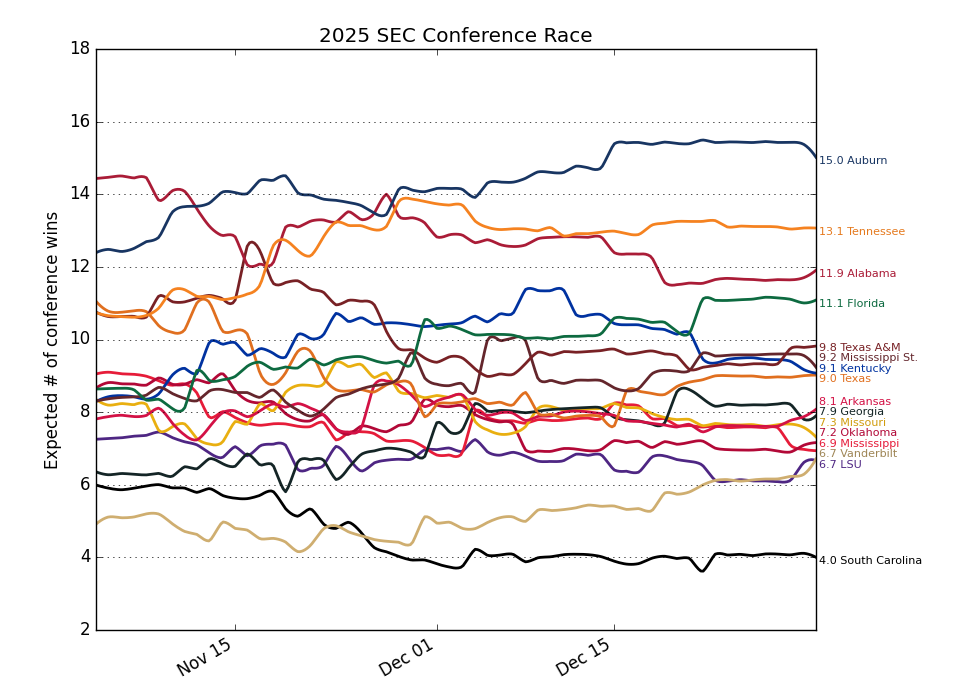 2025 SEC Conference Race
Expected # of conference wins
18
16
14
12
10
8
6
4
2
Nov 15
Dec 01
Dec 15
15.0 Auburn
13.1 Tennessee
11.9 Alabama
11.1 Florida
9.8 Texas A&M
9.2 Mississippi St.
9.1 Kentucky
9.0 Texas
8.1 Arkansas
7.9 Georgia
7.3 Missouri
7.2 Oklahoma
6.9 Mississippi
6.7 Vanderbilt
6.7 LSU
4.0 South Carolina